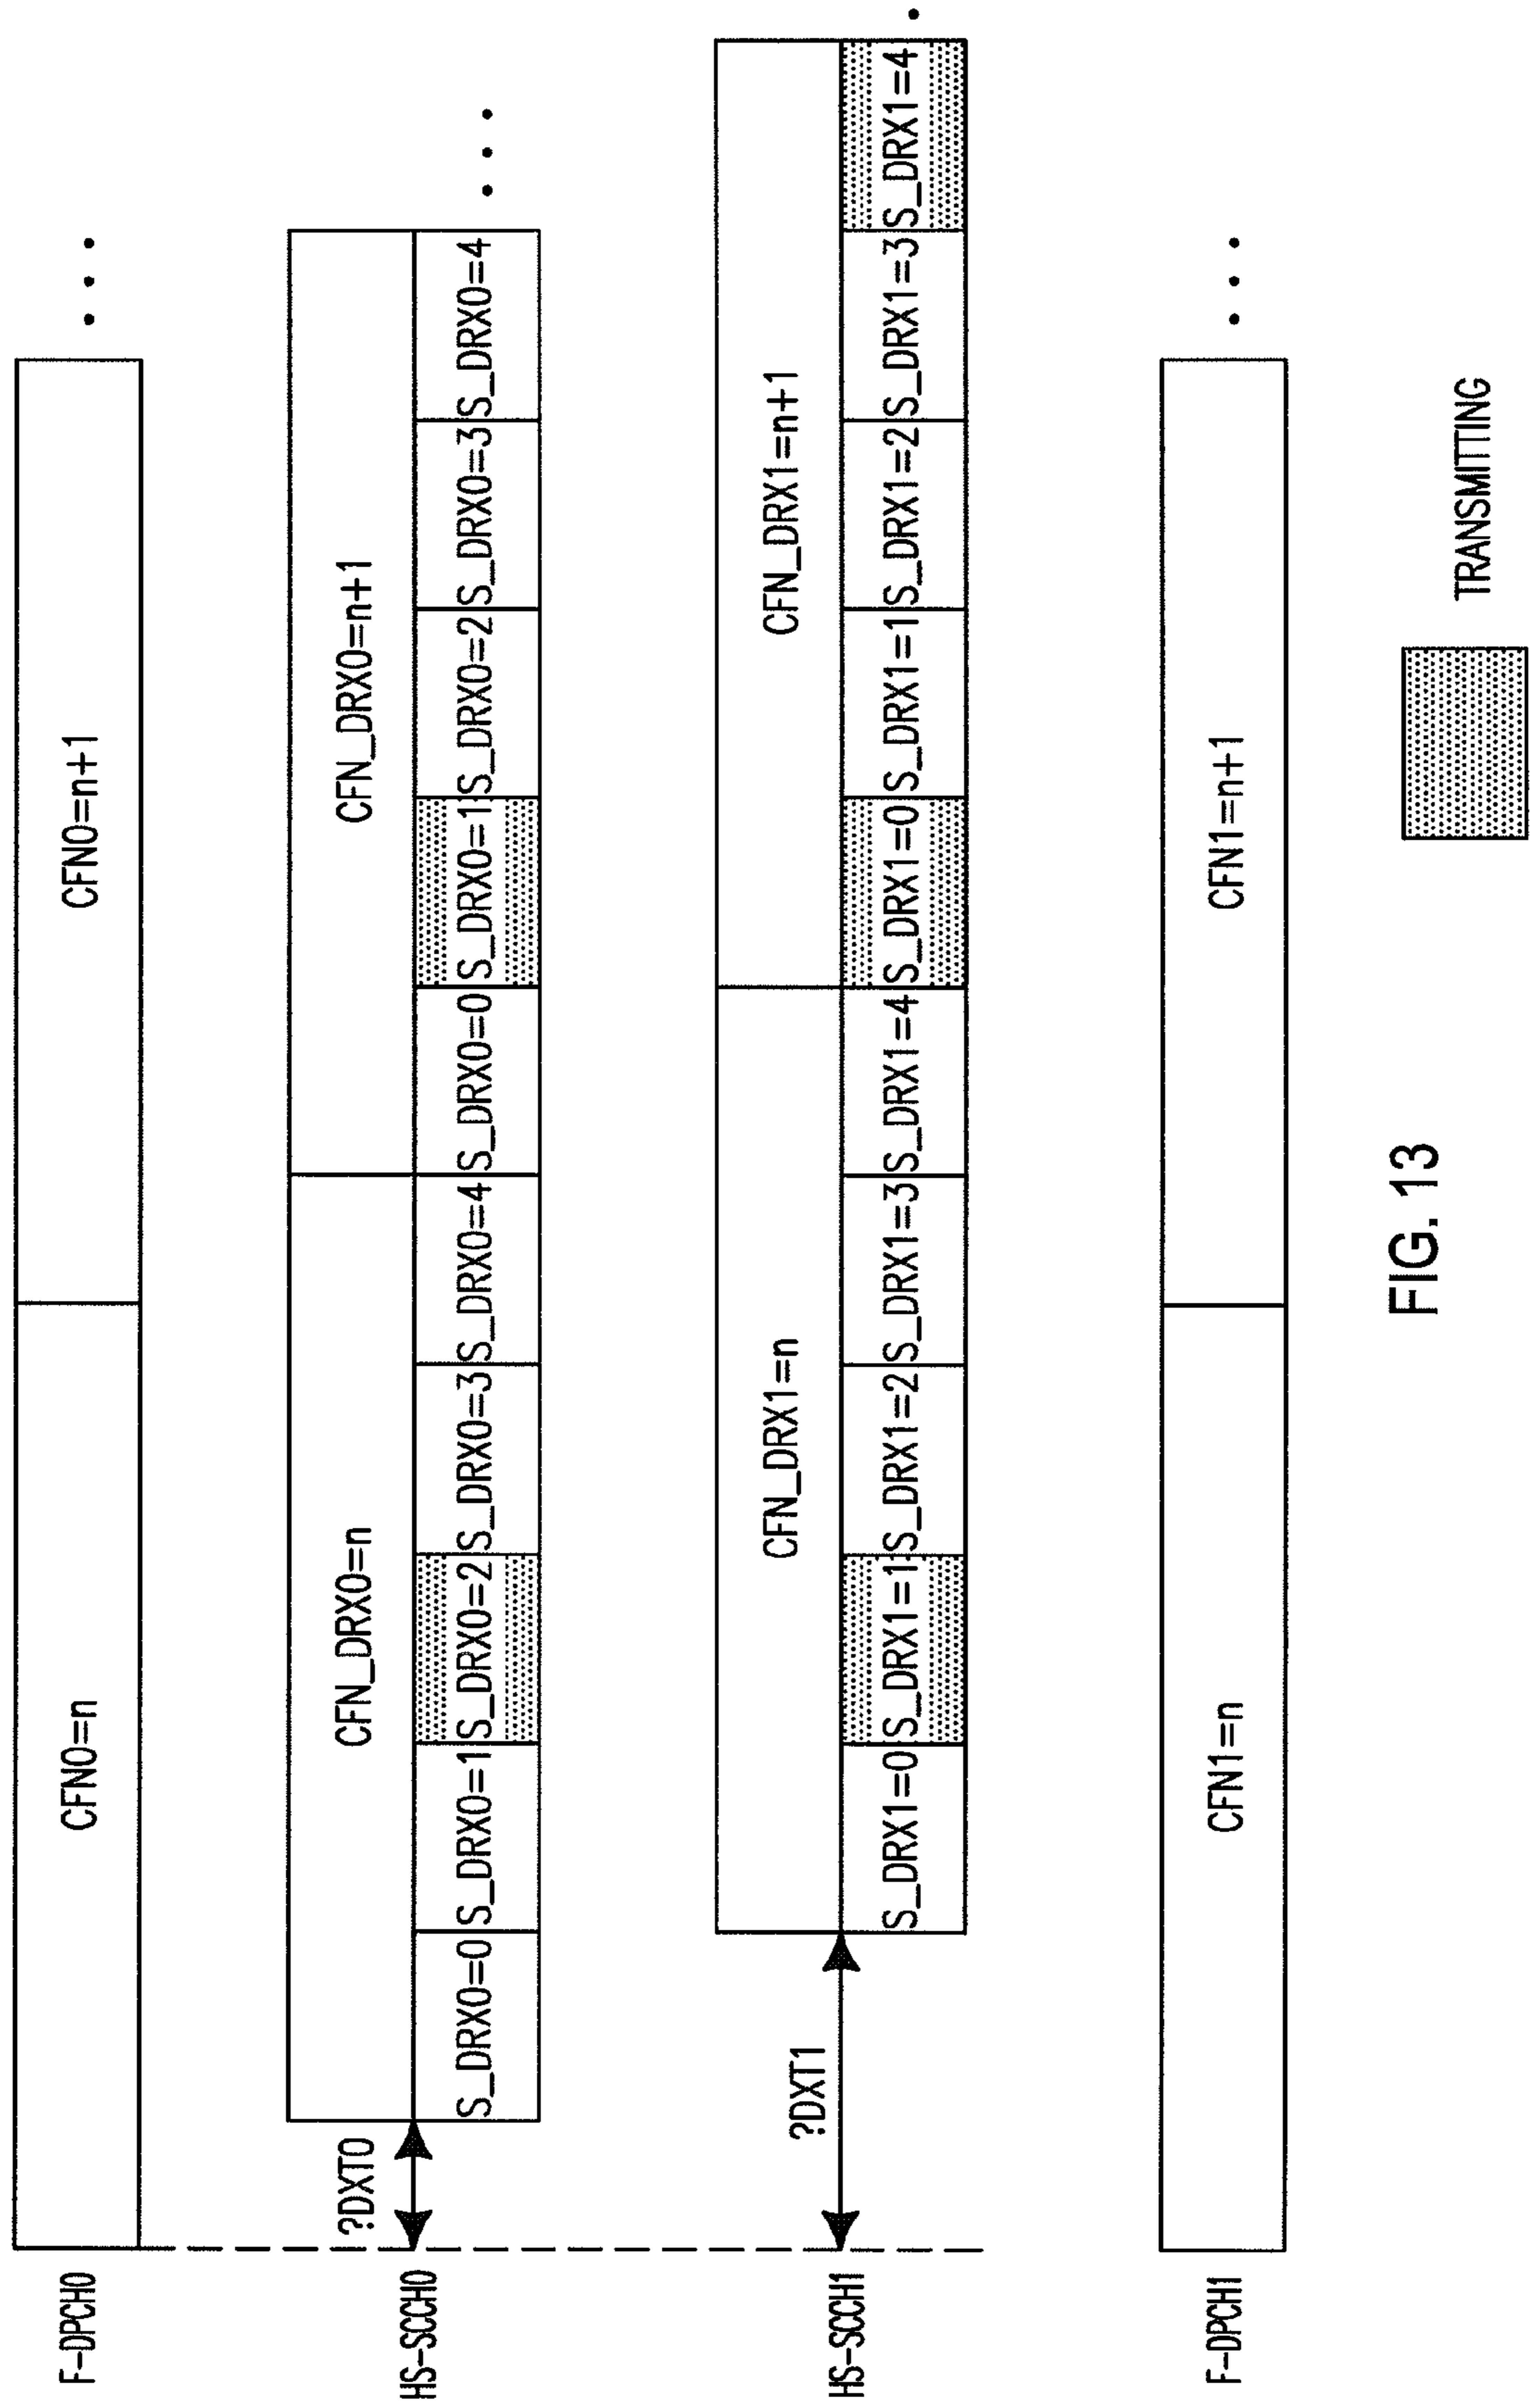 F-DPCH0
CFN0=n
CFN0=n+1
HS-SCCH0
?DXT0
CFN_DRX0=n
CFN_DRX0=n+1
S_DRX0=0
S_DRX0=1
S_DRX0=2
S_DRX0=3
S_DRX0=4
S_DRX0=0
S_DRX0=1
S_DRX0=2
S_DRX0=3
S_DRX0=4
HS-SCCH1
?DXT1
CFN_DRX1=n
CFN_DRX1=n+1
S_DRX1=0
S_DRX1=1
S_DRX1=2
S_DRX1=3
S_DRX1=4
S_DRX1=0
S_DRX1=1
S_DRX1=2
S_DRX1=3
S_DRX1=4
F-DPCH1
CFN1=n
CFN1=n+1
TRANSMITTING
FIG. 13